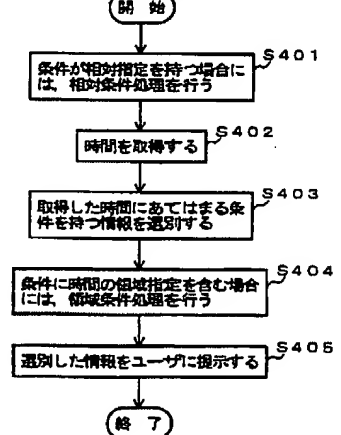 開 始
S401
条件が相対指定を持つ場合に
は、相対条件処理を行う
S402
時間を取得する
S403
取得した時間にあてはまる条
件を持つ情報を選別する
S404
条件に時間の領域指定を含む場合
には、領域条件処理を行う
S405
選別した情報をユーザに提示する
終 了